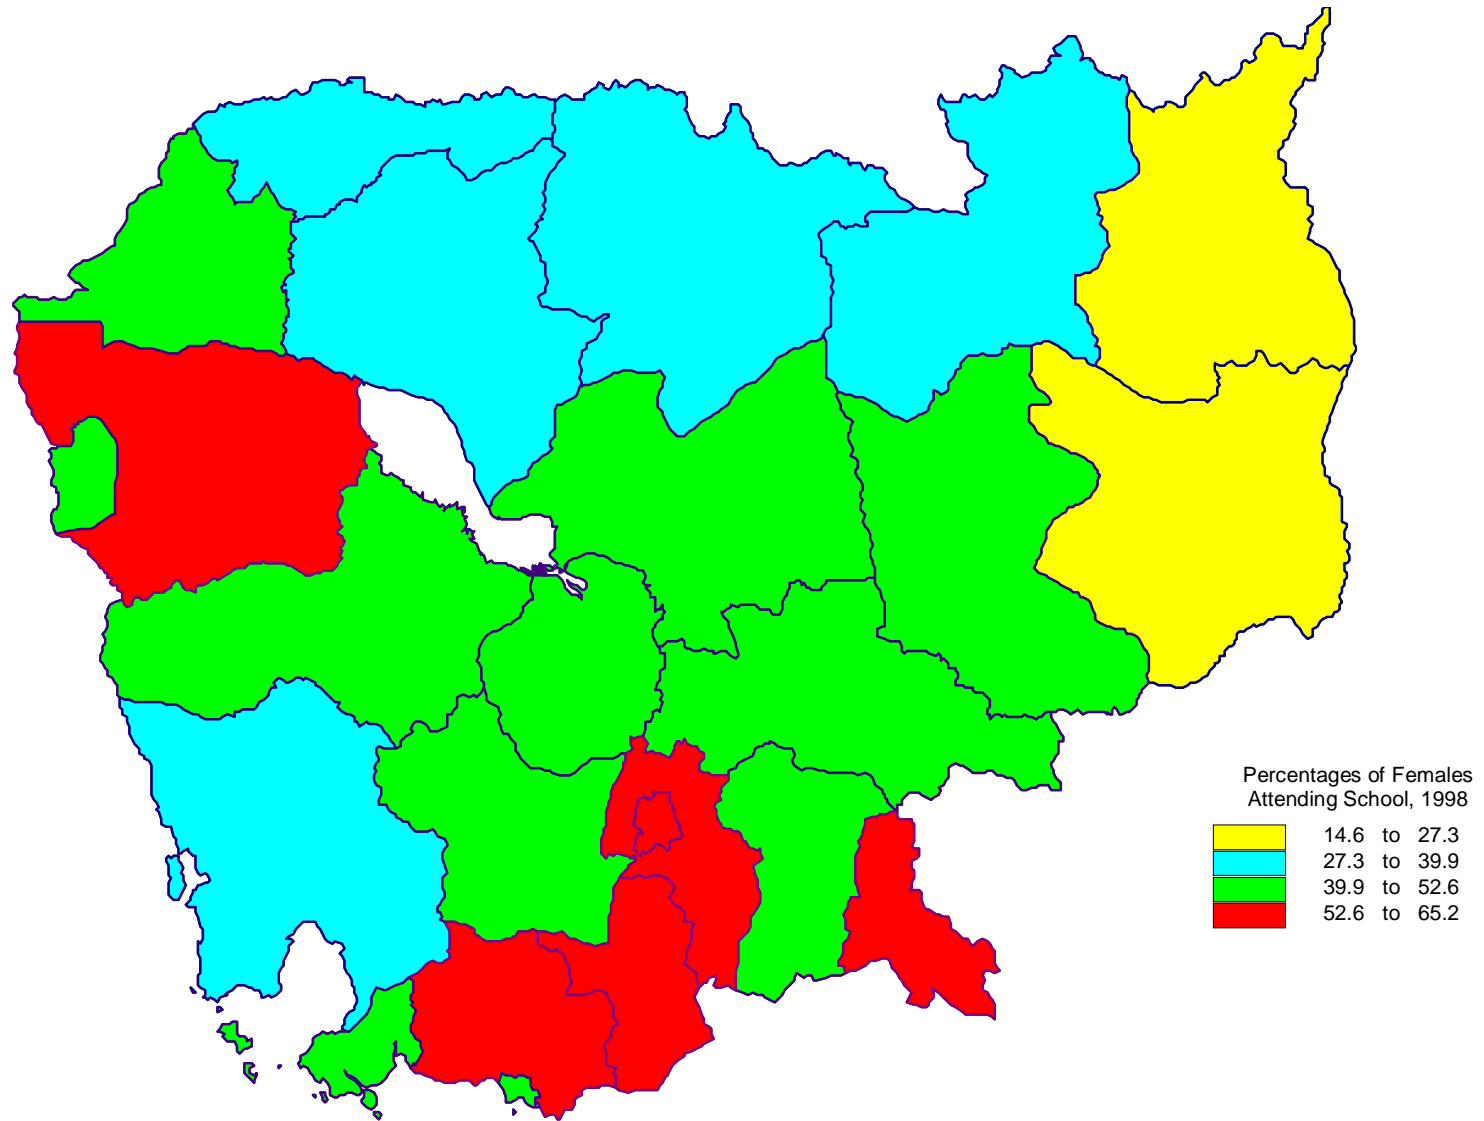 Percentages of Females
Attending School, 1998
14.6 to 27.3
27.3 to 39.9
39.9 to 52.6
52.6 to 65.2